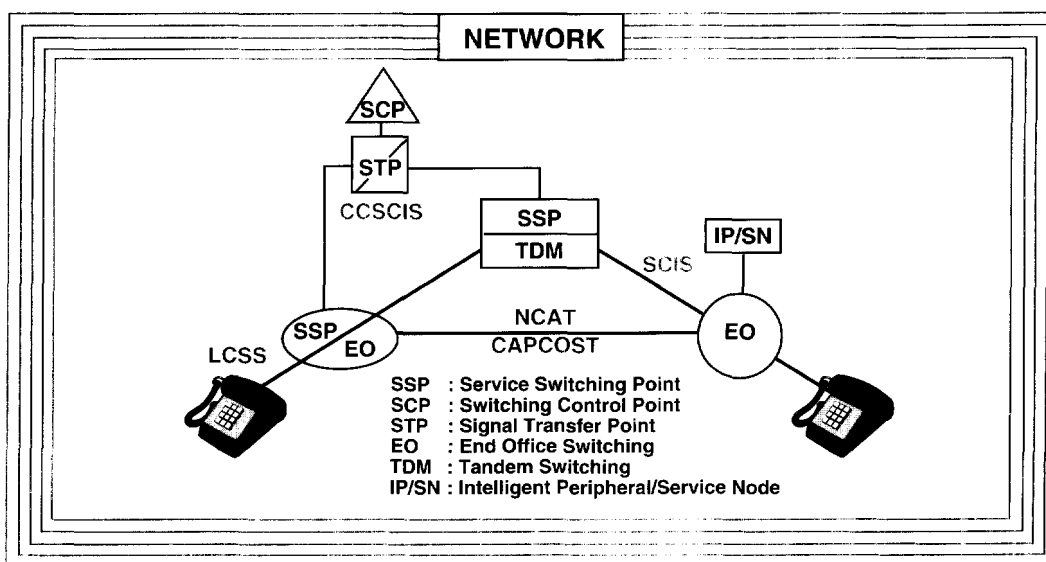 NETWORK
SCP
STP
CCSCIS
SSP
TDM
IP/SN
SCIS
SSP
EO
NCAT
CAPCOST
EO
LCSS
SSP : Service Switching Point
SCP : Switching Control Point
STP : Signal Transfer Point
EO : End Office Switching
TDM : Tandem Switching
IP/SN : Intelligent Peripheral/Service Node